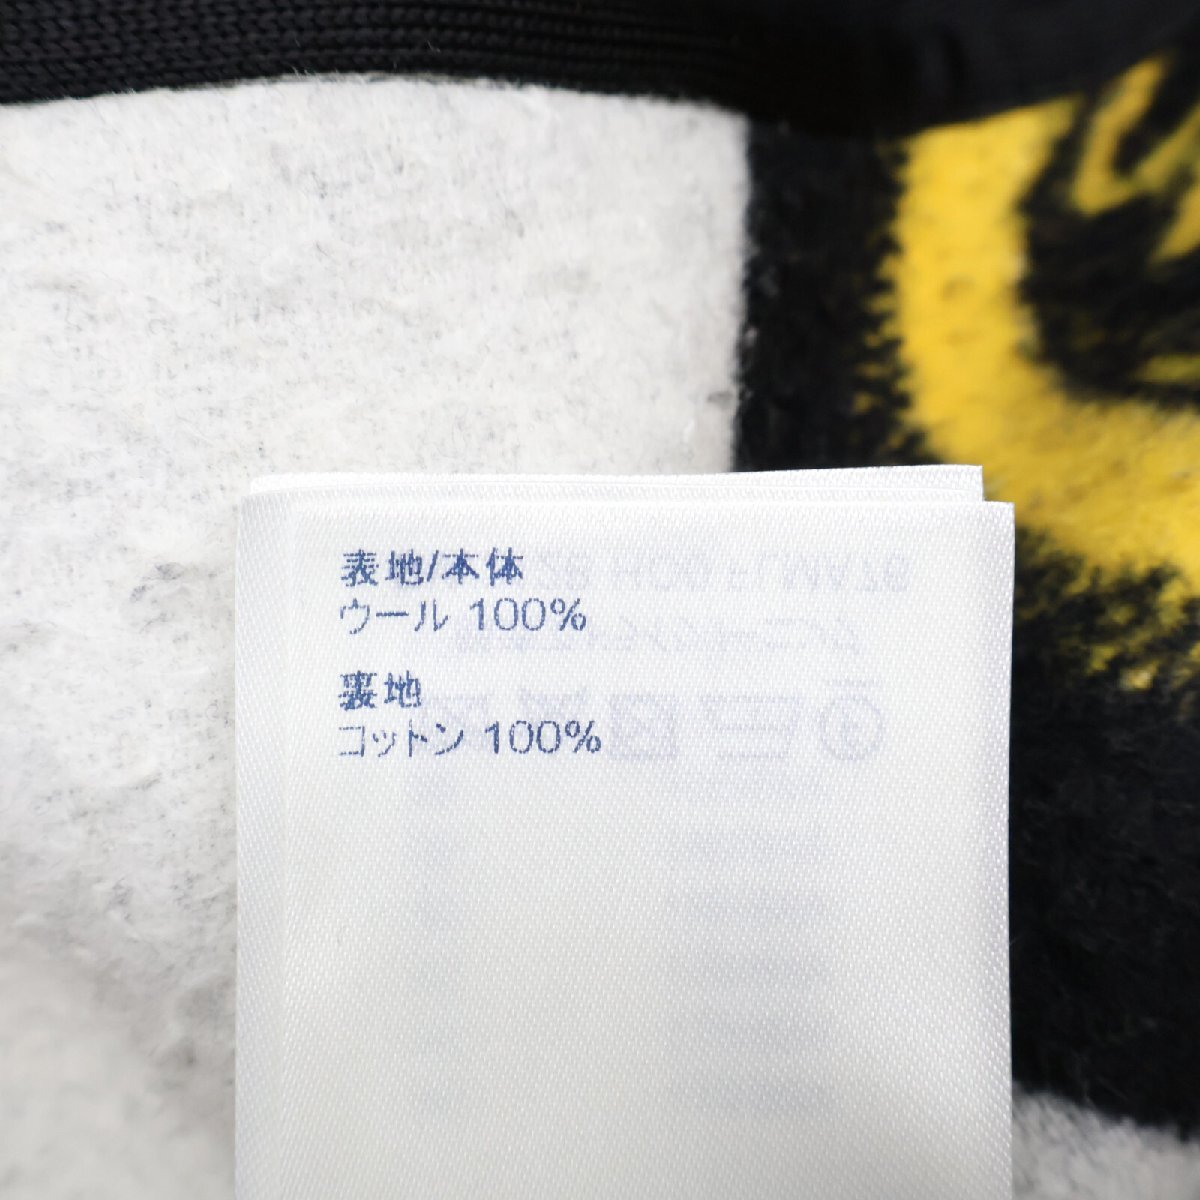 表地/本体
ウール 100%
裏地
コットン 100%